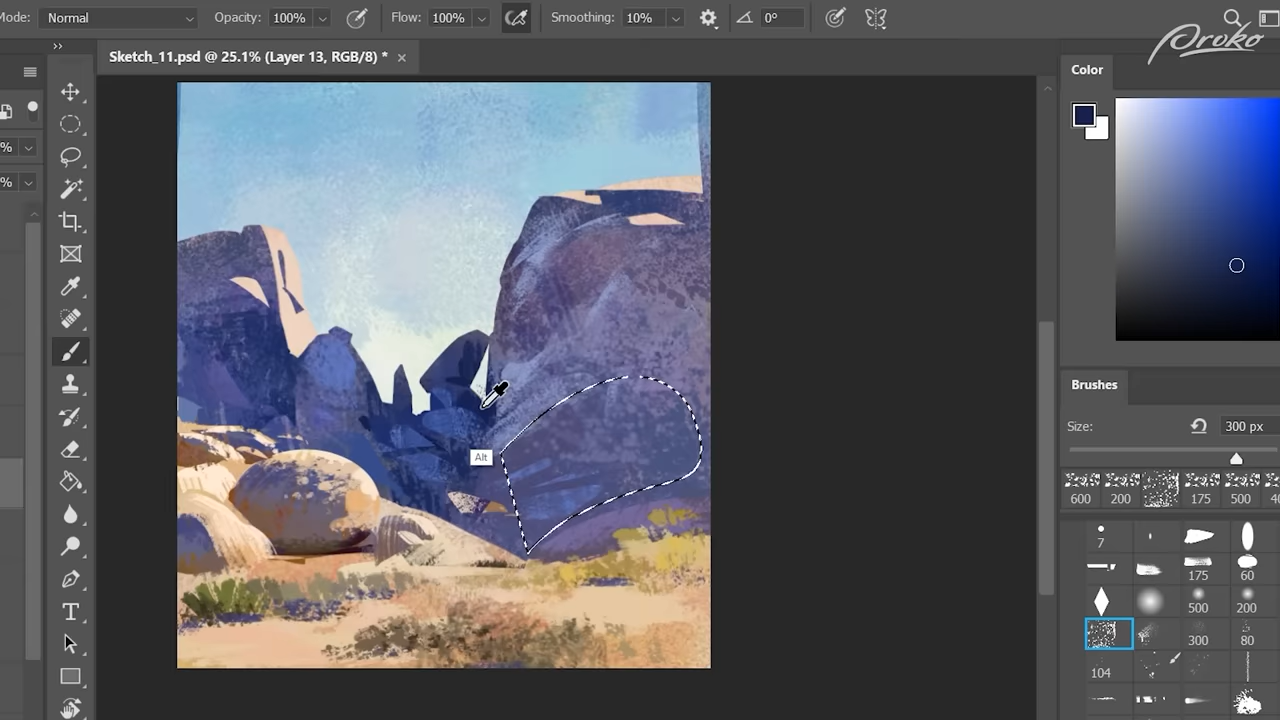 Mode: Normal Opacity: 100% Flow: 100% Smoothing: 10% 0°
Proko
Sketch_11.psd @ 25.1% (Layer 13, RGB/8) *
Color
%
%
Brushes
Size: 300 px
Alt
600 200 175 500
7
175 60
500 200
300 80
104